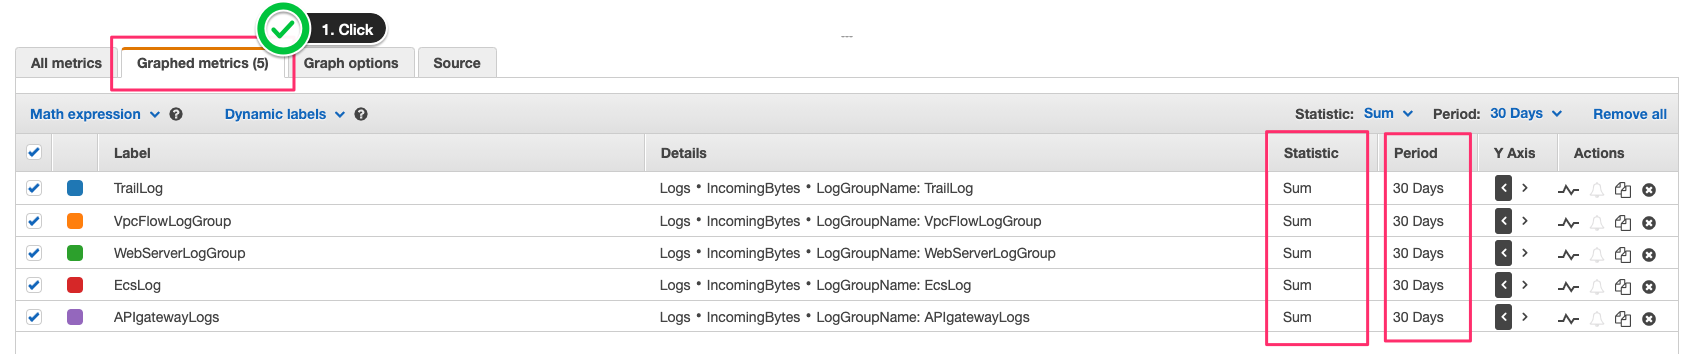 1. Click
All metrics Graphed metrics (5) Graph options Source
Math expression ? Dynamic labels ? Statistic: Sum Period: 30 Days Remove all
Label Details Statistic Period Y Axis Actions
TrailLog Logs • IncomingBytes • LogGroupName: TrailLog Sum 30 Days < >
VpcFlowLogGroup Logs • IncomingBytes • LogGroupName: VpcFlowLogGroup Sum 30 Days < >
WebServerLogGroup Logs • IncomingBytes • LogGroupName: WebServerLogGroup Sum 30 Days < >
EcsLog Logs • IncomingBytes • LogGroupName: EcsLog Sum 30 Days < >
APIgatewayLogs Logs • IncomingBytes • LogGroupName: APIgatewayLogs Sum 30 Days < >